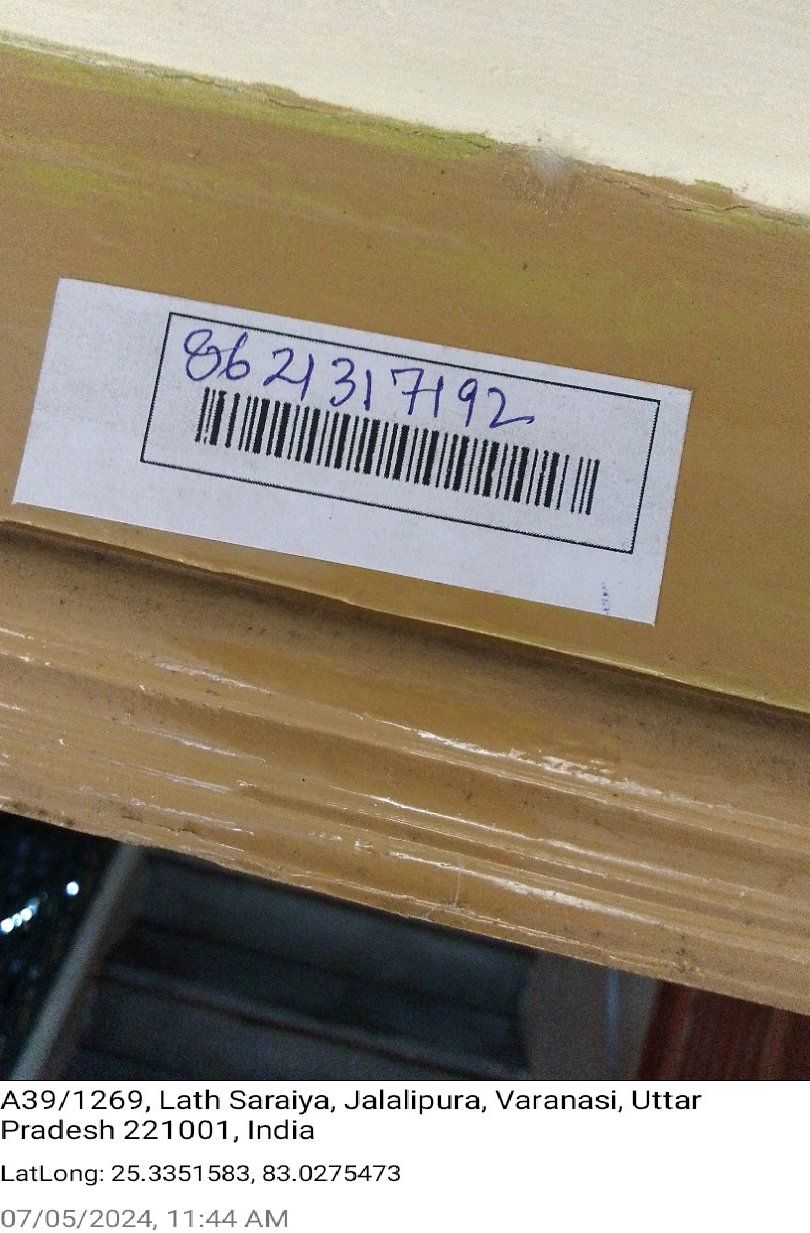 8621317192
A39/1269, Lath Saraiya, Jalalipura, Varanasi, Uttar
Pradesh 221001, India
LatLong: 25.3351583, 83.0275473
07/05/2024, 11:44 AM